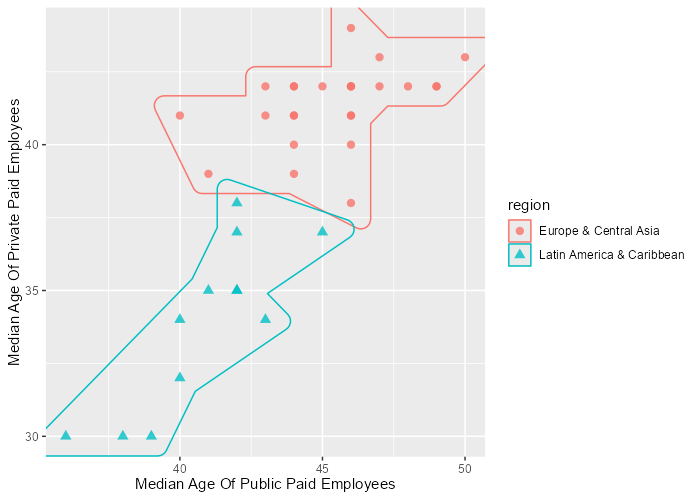 Median Age Of Private Paid Employees
40
35
30
40 45 50
Median Age Of Public Paid Employees
region
Europe & Central Asia
Latin America & Caribbean